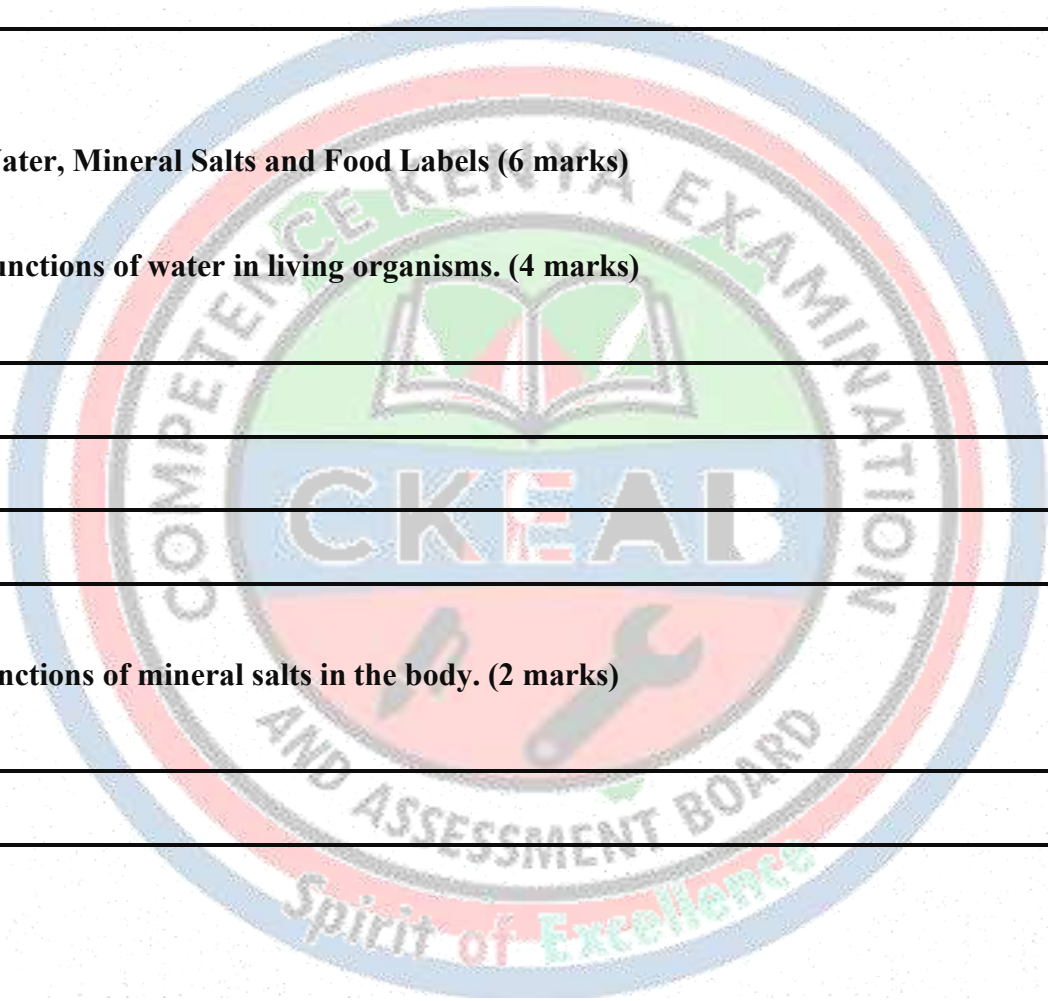 ater, Mineral Salts and Food Labels (6 marks)
COMPETENCE KENYA EXAMINATION
unctions of water in living organisms. (4 marks)
CKEAB
nctions of mineral salts in the body. (2 marks)
AND ASSESSMENT BOARD
Spirit of Excellence